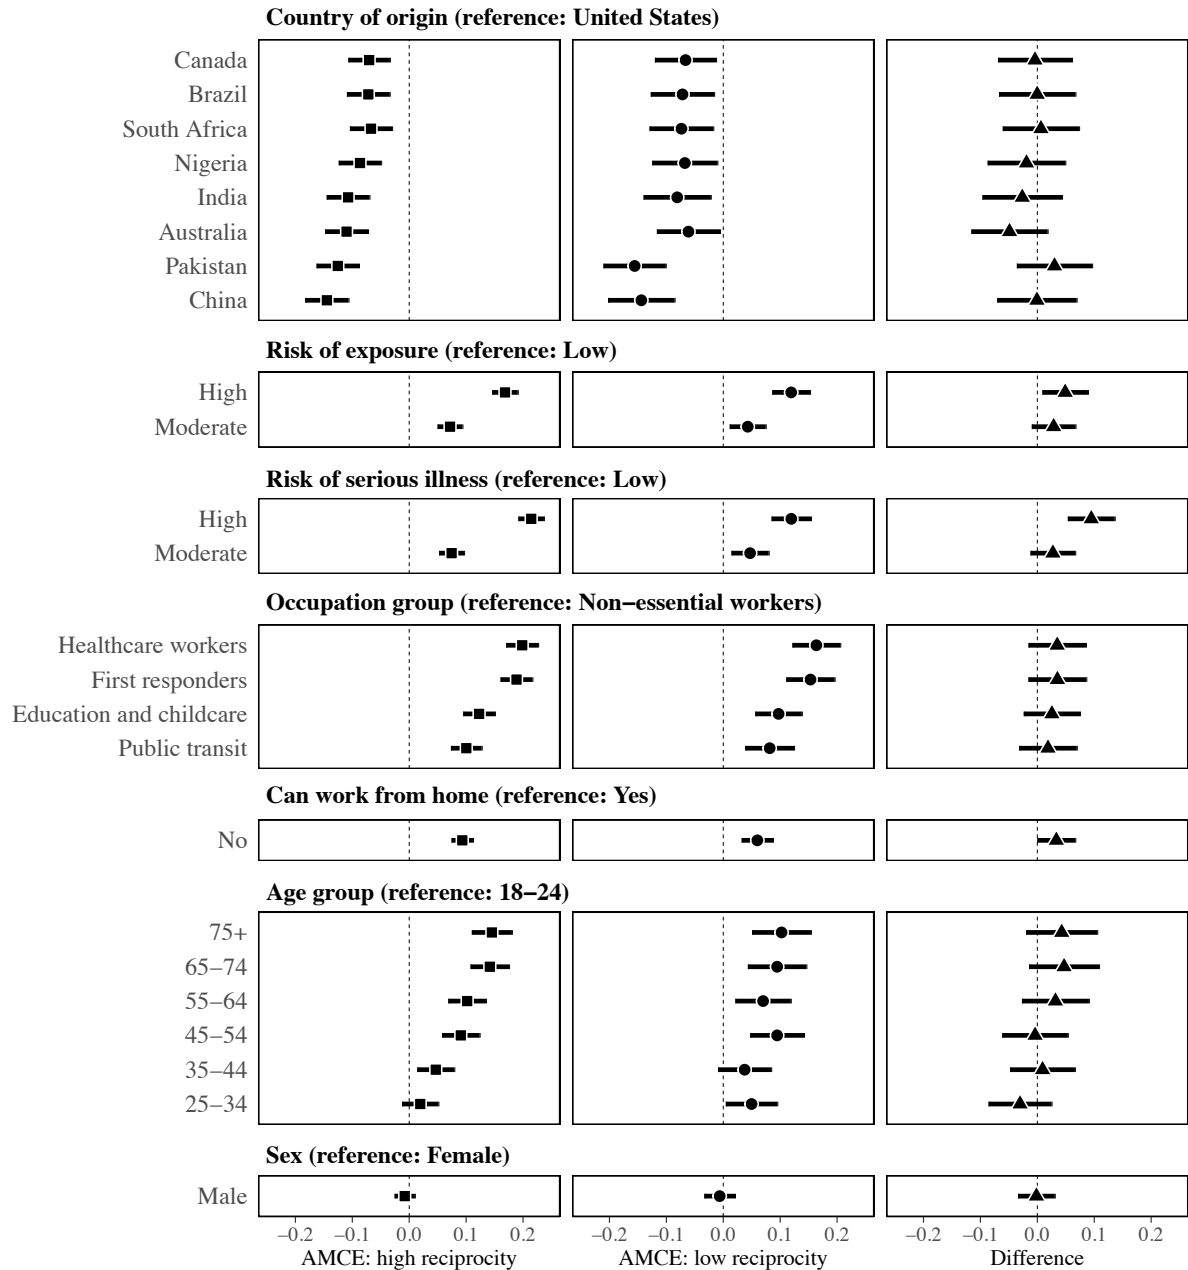 Country of origin (reference: United States)
Canada
Brazil
South Africa
Nigeria
India
Australia
Pakistan
China
Risk of exposure (reference: Low)
High
Moderate
Risk of serious illness (reference: Low)
High
Moderate
Occupation group (reference: Non−essential workers)
Healthcare workers
First responders
Education and childcare
Public transit
Can work from home (reference: Yes)
No
Age group (reference: 18−24)
75+
65−74
55−64
45−54
35−44
25−34
Sex (reference: Female)
Male
−0.2 −0.1 0.0 0.1 0.2 −0.2 −0.1 0.0 0.1 0.2 −0.2 −0.1 0.0 0.1 0.2
AMCE: high reciprocity AMCE: low reciprocity Difference